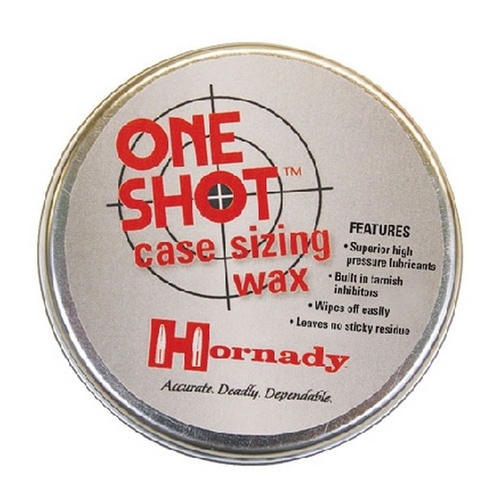 ONE
SHOT™
case sizing
wax
FEATURES
• Superior high
pressure lubricants
• Built in tarnish
inhibitors
• Wipes off easily
• Leaves no sticky residue
Hornady
Accurate. Deadly. Dependable.